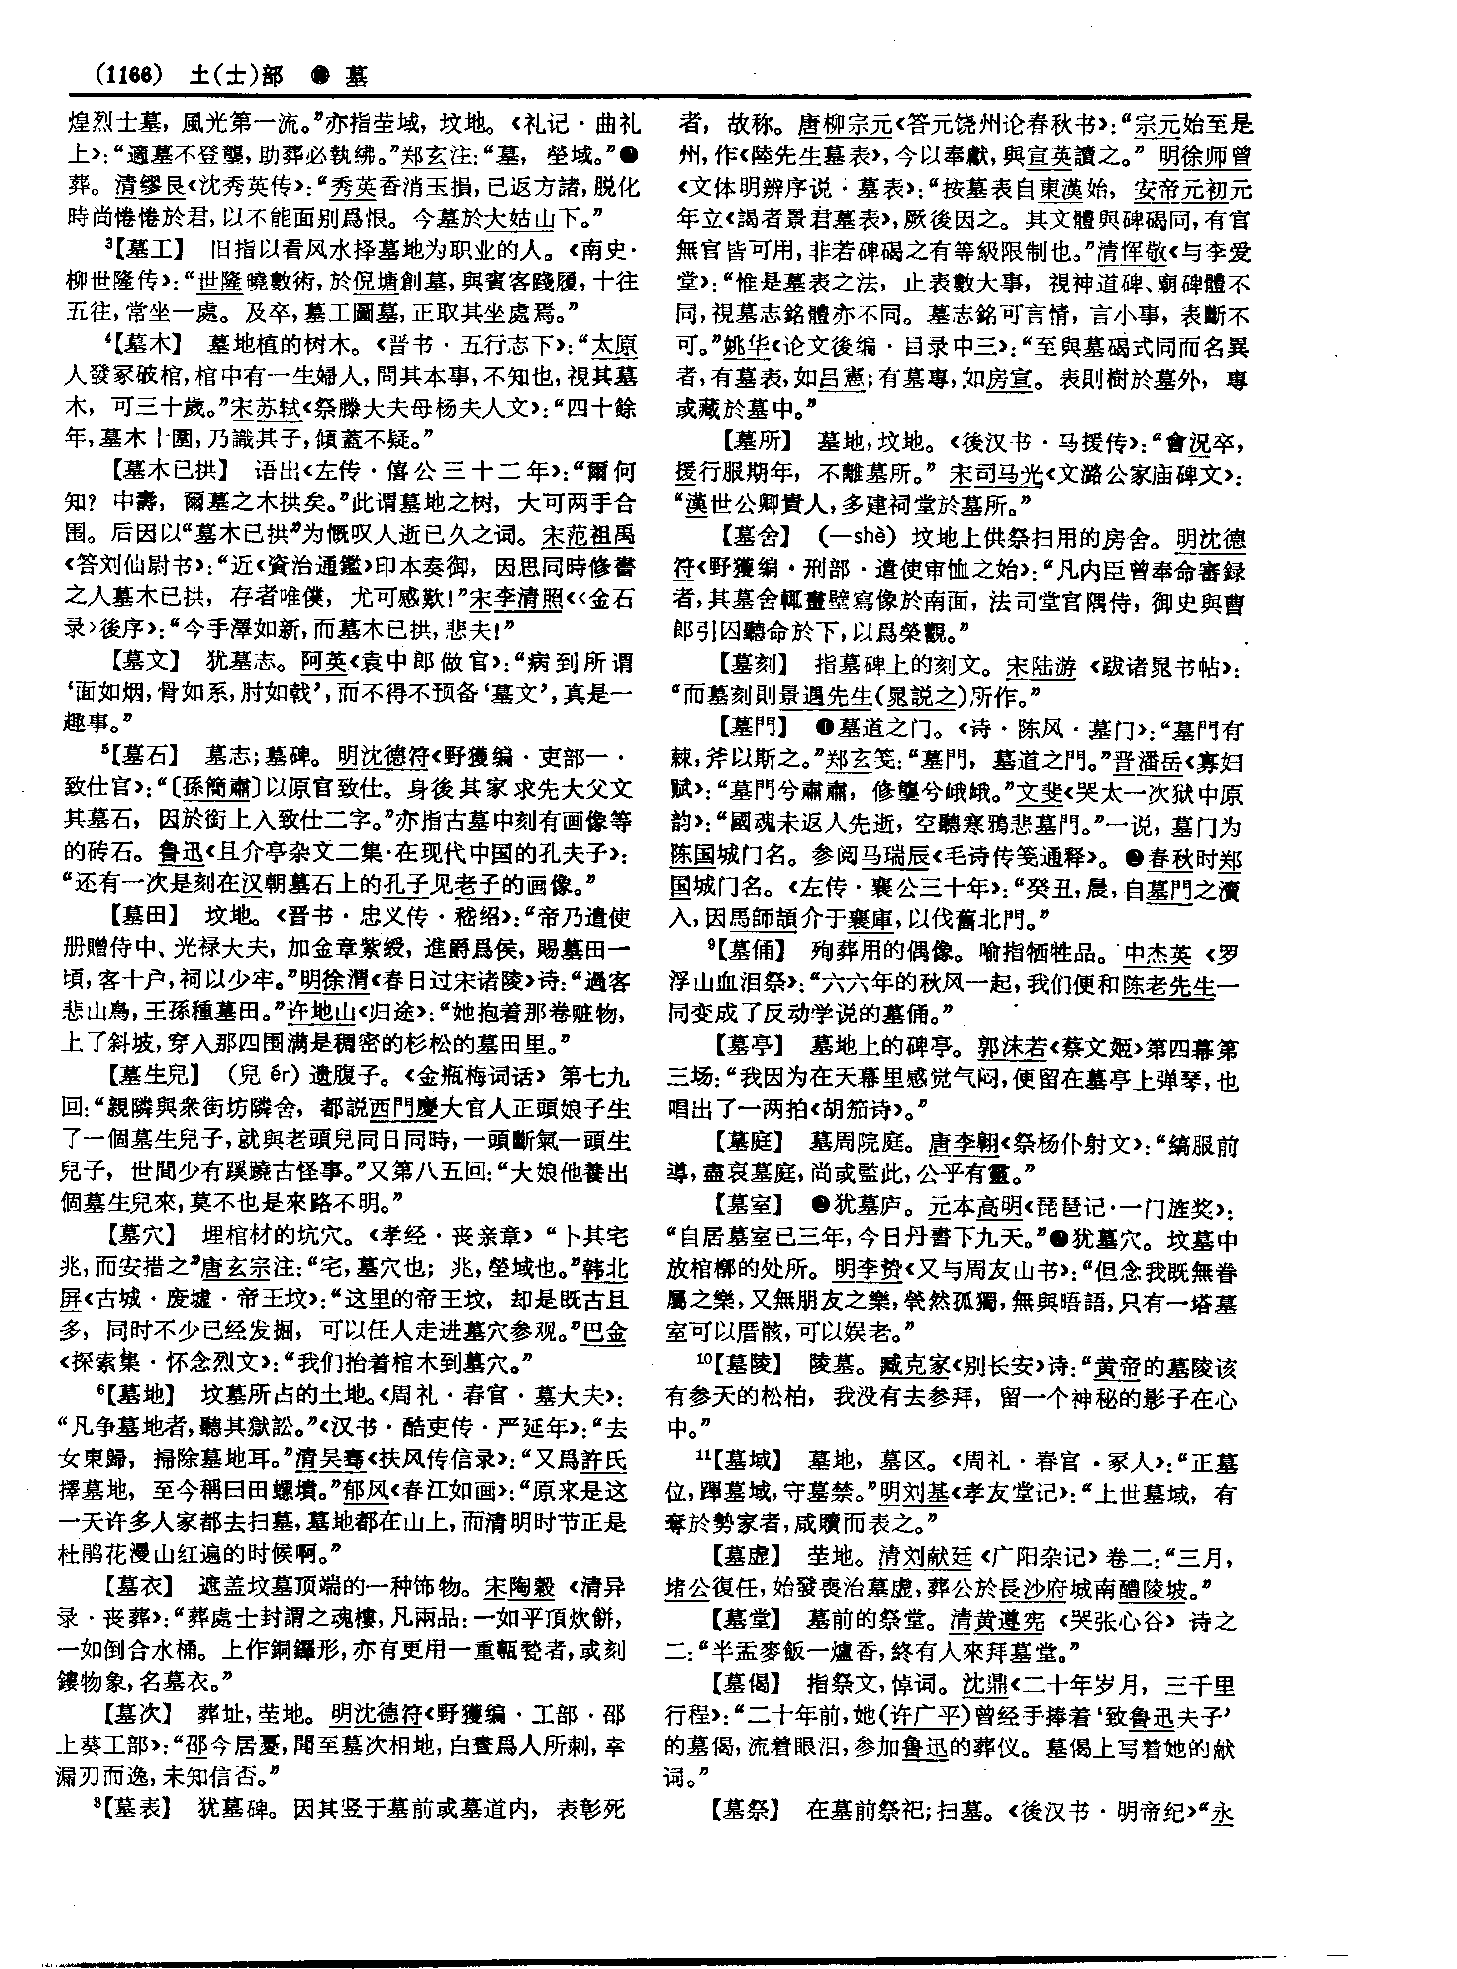 (1166) 土(士)部 ⓫ 墓
煌烈士墓，風光第一流。”亦指茔域，坟地。《礼记·曲礼
上》：“適墓不登壟，助葬必執紼。”郑玄注：“墓，塋域。”❷
葬。清缪艮《沈秀英传》：“秀英香消玉損，已返方諸，脱化
時尚惓惓於君，以不能面别爲恨。今墓於大姑山下。”
³【墓工】 旧指以看风水择墓地为职业的人。《南史·
柳世隆传》：“世隆曉數術，於倪塘創墓，與賓客踐履，十往
五往，常坐一處。及卒，墓工圖墓，正取其坐處焉。”
⁴【墓木】 墓地植的树木。《晋书·五行志下》：“太原
人發冢破棺，棺中有一生婦人，問其本事，不知也，視其墓
木，可三十歲。”宋苏轼《祭滕大夫母杨夫人文》：“四十餘
年，墓木十圍，乃識其子，傾蓋不疑。”
【墓木已拱】 语出《左传·僖公三十二年》：“爾何
知？中壽，爾墓之木拱矣。”此谓墓地之树，大可两手合
围。后因以“墓木已拱”为慨叹人逝已久之词。宋范祖禹
《答刘仙尉书》：“近《資治通鑑》印本奏御，因思同時修書
之人墓木已拱，存者唯僕，尤可感歎！”宋李清照《〈金石
录〉後序》：“今手澤如新，而墓木已拱，悲夫！”
【墓文】 犹墓志。阿英《袁中郎做官》：“病到所谓
‘面如烟，骨如系，肘如戟’，而不得不预备‘墓文’，真是一
趣事。”
⁵【墓石】 墓志；墓碑。明沈德符《野獲编·吏部一·
致仕官》：“〔孫簡肅〕以原官致仕。身後其家求先大父文
其墓石，因於銜上入致仕二字。”亦指古墓中刻有画像等
的砖石。鲁迅《且介亭杂文二集·在现代中国的孔夫子》：
“还有一次是刻在汉朝墓石上的孔子见老子的画像。”
【墓田】 坟地。《晋书·忠义传·嵇绍》：“帝乃遣使
册赠侍中、光禄大夫，加金章紫綬，進爵爲侯，賜墓田一
頃，客十户，祠以少牢。”明徐渭《春日过宋诸陵》诗：“過客
悲山鳥，王孫種墓田。”许地山《归途》：“她抱着那卷赃物，
上了斜坡，穿入那四围满是稠密的杉松的墓田里。”
【墓生兒】 （兒 ér） 遗腹子。《金瓶梅词话》第七九
回：“親隣與衆街坊隣舍，都説西門慶大官人正頭娘子生
了一個墓生兒子，就與老頭兒同日同時，一頭斷氣一頭生
兒子，世間少有蹊蹺古怪事。”又第八五回：“大娘他養出
個墓生兒來，莫不也是來路不明。”
【墓穴】 埋棺材的坑穴。《孝经·丧亲章》“卜其宅
兆，而安措之”唐玄宗注：“宅，墓穴也；兆，塋域也。”韩北
屏《古城·废墟·帝王坟》：“这里的帝王坟，却是既古且
多，同时不少已经发掘，可以任人走进墓穴参观。”巴金
《探索集·怀念烈文》：“我们抬着棺木到墓穴。”
⁶【墓地】 坟墓所占的土地。《周礼·春官·墓大夫》：
“凡争墓地者，聽其獄訟。”《汉书·酷吏传·严延年》：“去
女東歸，掃除墓地耳。”清吴骞《扶风传信录》：“又爲許氏
擇墓地，至今稱曰田螺墳。”郁风《春江如画》：“原来是这
一天许多人家都去扫墓，墓地都在山上，而清明时节正是
杜鹃花漫山红遍的时候啊。”
【墓衣】 遮盖坟墓顶端的一种饰物。宋陶穀《清异
录·丧葬》：“葬處土封謂之魂樓，凡兩品：一如平頂炊餅，
一如倒合水桶。上作銅鑼形，亦有更用一重甎甃者，或刻
鏤物象，名墓衣。”
【墓次】 葬址，茔地。明沈德符《野獲编·工部·邵
上葵工部》：“邵今居憂，聞至墓次相地，白晝爲人所刺，幸
漏刃而逸，未知信否。”
⁸【墓表】 犹墓碑。因其竖于墓前或墓道内，表彰死
者，故称。唐柳宗元《答元饶州论春秋书》：“宗元始至是
州，作《陸先生墓表》，今以奉獻，與宣英讀之。”明徐师曾
《文体明辨序说·墓表》：“按墓表自東漢始，安帝元初元
年立《謁者景君墓表》，厥後因之。其文體與碑碣同，有官
無官皆可用，非若碑碣之有等級限制也。”清恽敬《与李爱
堂》：“惟是墓表之法，止表數大事，視神道碑、廟碑體不
同，視墓志銘體亦不同。墓志銘可言情，言小事，表斷不
可。”姚华《论文後编·目录中三》：“至與墓碣式同而名異
者，有墓表，如吕憲；有墓專，如房宣。表則樹於墓外，專
或藏於墓中。”
【墓所】 墓地，坟地。《後汉书·马援传》：“會況卒，
援行服期年，不離墓所。”宋司马光《文潞公家庙碑文》：
“漢世公卿貴人，多建祠堂於墓所。”
【墓舍】 （—shè） 坟地上供祭扫用的房舍。明沈德
符《野獲编·刑部·遣使审恤之始》：“凡内臣曾奉命審録
者，其墓舍輒畫壁寫像於南面，法司堂官隅侍，御史與曹
郎引囚聽命於下，以爲榮觀。”
【墓刻】 指墓碑上的刻文。宋陆游《跋诸晁书帖》：
“而墓刻則景遇先生(晁説之)所作。”
【墓門】 ❶墓道之门。《诗·陈风·墓门》：“墓門有
棘，斧以斯之。”郑玄笺：“墓門，墓道之門。”晋潘岳《寡妇
赋》：“墓門兮肅肅，修壟兮峨峨。”文斐《哭太一次狱中原
韵》：“國魂未返人先逝，空聽寒鴉悲墓門。”一说，墓门为
陈国城门名。参阅马瑞辰《毛诗传笺通释》。❷春秋时郑
国城门名。《左传·襄公三十年》：“癸丑，晨，自墓門之瀆
入，因馬師頡介于襄庫，以伐舊北門。”
⁹【墓俑】 殉葬用的偶像。喻指牺牲品。中杰英《罗
浮山血泪祭》：“六六年的秋风一起，我们便和陈老先生一
同变成了反动学说的墓俑。”
【墓亭】 墓地上的碑亭。郭沫若《蔡文姬》第四幕第
三场：“我因为在天幕里感觉气闷，便留在墓亭上弹琴，也
唱出了一两拍《胡笳诗》。”
【墓庭】 墓周院庭。唐李翱《祭杨仆射文》：“縞服前
導，盡哀墓庭，尚或監此，公乎有靈。”
【墓室】 ❶犹墓庐。元本高明《琵琶记·一门旌奖》：
“自居墓室已三年，今日丹書下九天。”❷犹墓穴。坟墓中
放棺椁的处所。明李贽《又与周友山书》：“但念我既無眷
屬之樂，又無朋友之樂，煢然孤獨，無與晤語，只有一塔墓
室可以厝骸，可以娱老。”
¹⁰【墓陵】 陵墓。臧克家《别长安》诗：“黄帝的墓陵该
有参天的松柏，我没有去参拜，留一个神秘的影子在心
中。”
¹¹【墓域】 墓地，墓区。《周礼·春官·冢人》：“正墓
位，蹕墓域，守墓禁。”明刘基《孝友堂记》：“上世墓域，有
奪於勢家者，咸贖而表之。”
【墓虚】 茔地。清刘献廷《广阳杂记》卷二：“三月，
堵公復任，始發喪治墓虚，葬公於長沙府城南醴陵坡。”
【墓堂】 墓前的祭堂。清黄遵宪《哭张心谷》诗之
二：“半盂麥飯一爐香，終有人來拜墓堂。”
【墓偈】 指祭文，悼词。沈鼎《二十年岁月，三千里
行程》：“二十年前，她(许广平)曾经手捧着‘致鲁迅夫子’
的墓偈，流着眼泪，参加鲁迅的葬仪。墓偈上写着她的献
词。”
【墓祭】 在墓前祭祀；扫墓。《後汉书·明帝纪》“永